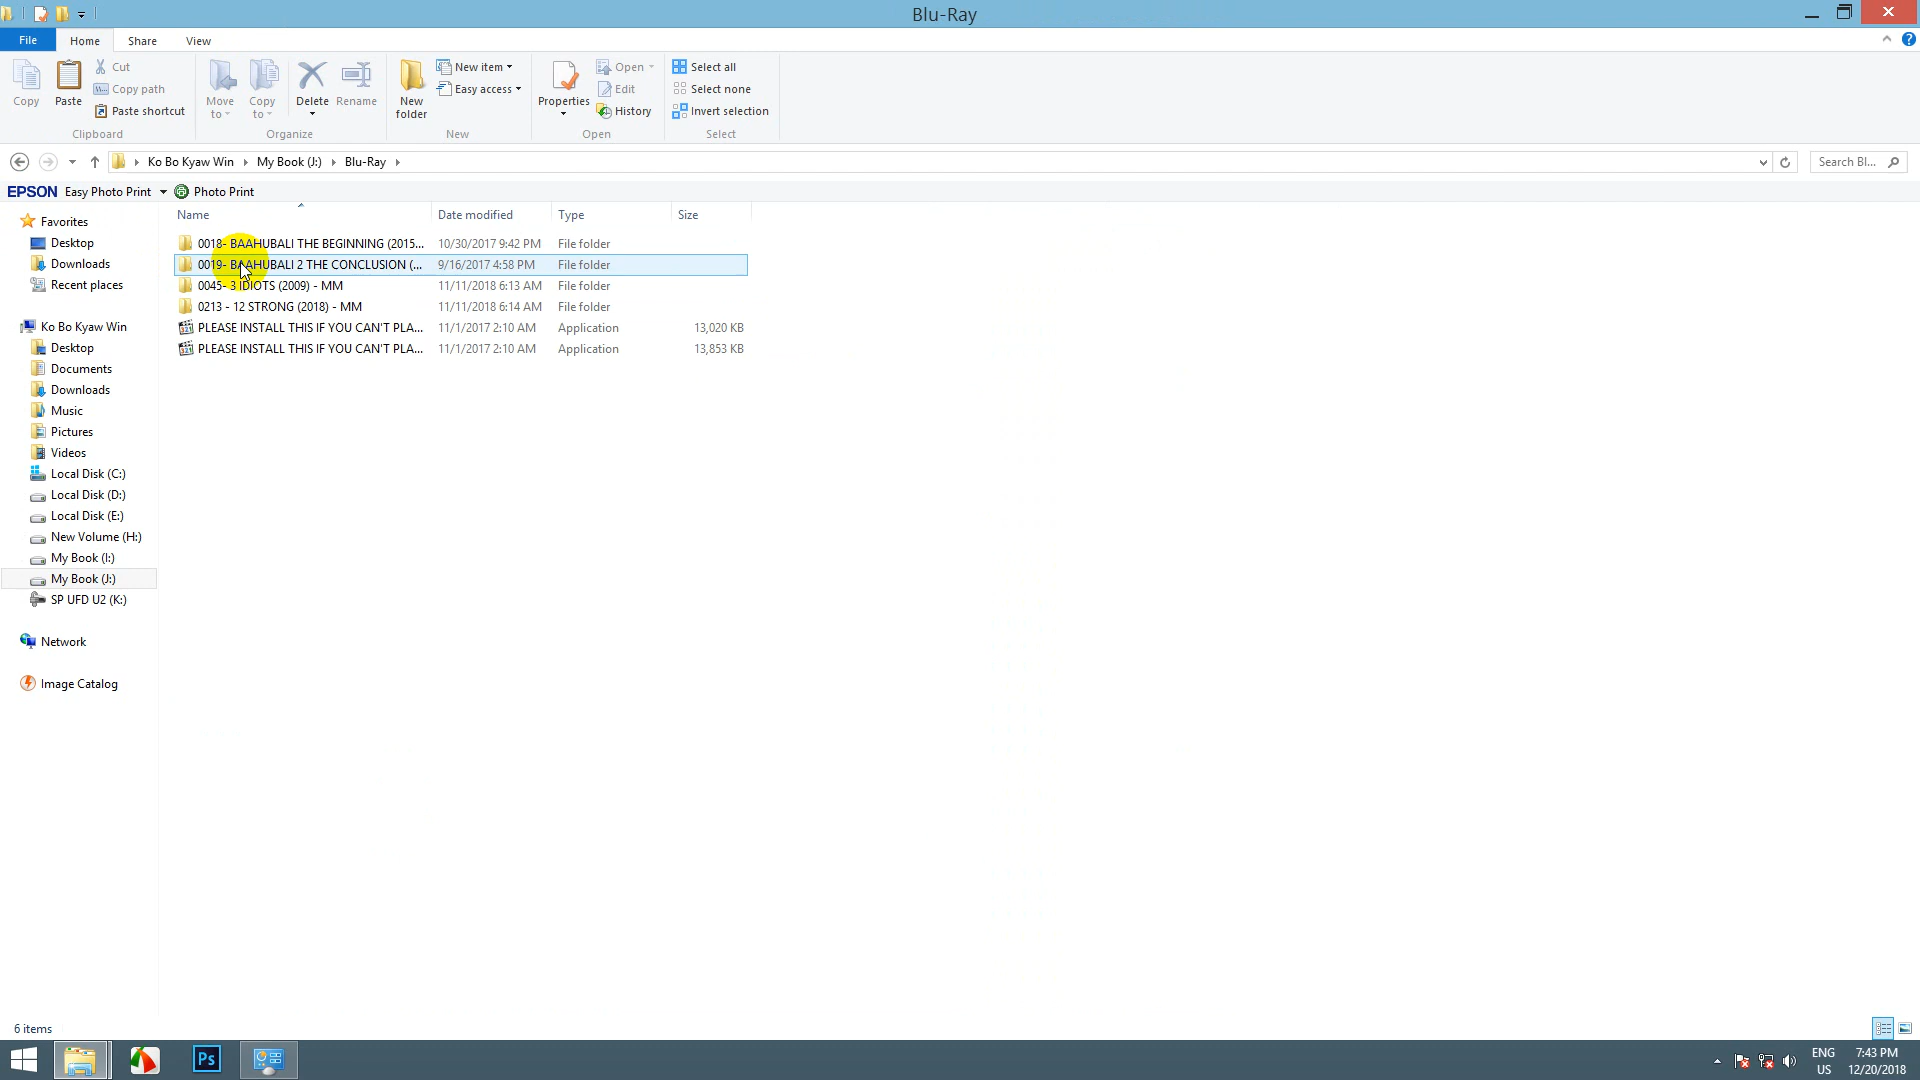 Blu-Ray
File Home Share View
Copy
Paste
Cut
Copy path
Paste shortcut
Clipboard
Move to
Copy to
Delete
Rename
Organize
New folder
New item
Easy access
New
Properties
Open
Edit
History
Open
Select all
Select none
Invert selection
Select
Ko Bo Kyaw Win My Book (J:) Blu-Ray
Search Bl...
EPSON Easy Photo Print Photo Print
Name Date modified Type Size
0018- BAAHUBALI THE BEGINNING (2015... 10/30/2017 9:42 PM File folder
0019- BAAHUBALI 2 THE CONCLUSION (... 9/16/2017 4:58 PM File folder
0045- 3 IDIOTS (2009) - MM 11/11/2018 6:13 AM File folder
0213 - 12 STRONG (2018) - MM 11/11/2018 6:14 AM File folder
PLEASE INSTALL THIS IF YOU CAN'T PLA... 11/1/2017 2:10 AM Application 13,020 KB
PLEASE INSTALL THIS IF YOU CAN'T PLA... 11/1/2017 2:10 AM Application 13,853 KB
Favorites
Desktop
Downloads
Recent places
Ko Bo Kyaw Win
Desktop
Documents
Downloads
Music
Pictures
Videos
Local Disk (C:)
Local Disk (D:)
Local Disk (E:)
New Volume (H:)
My Book (I:)
My Book (J:)
SP UFD U2 (K:)
Network
Image Catalog
6 items
Ps
ENG 7:43 PM
US 12/20/2018